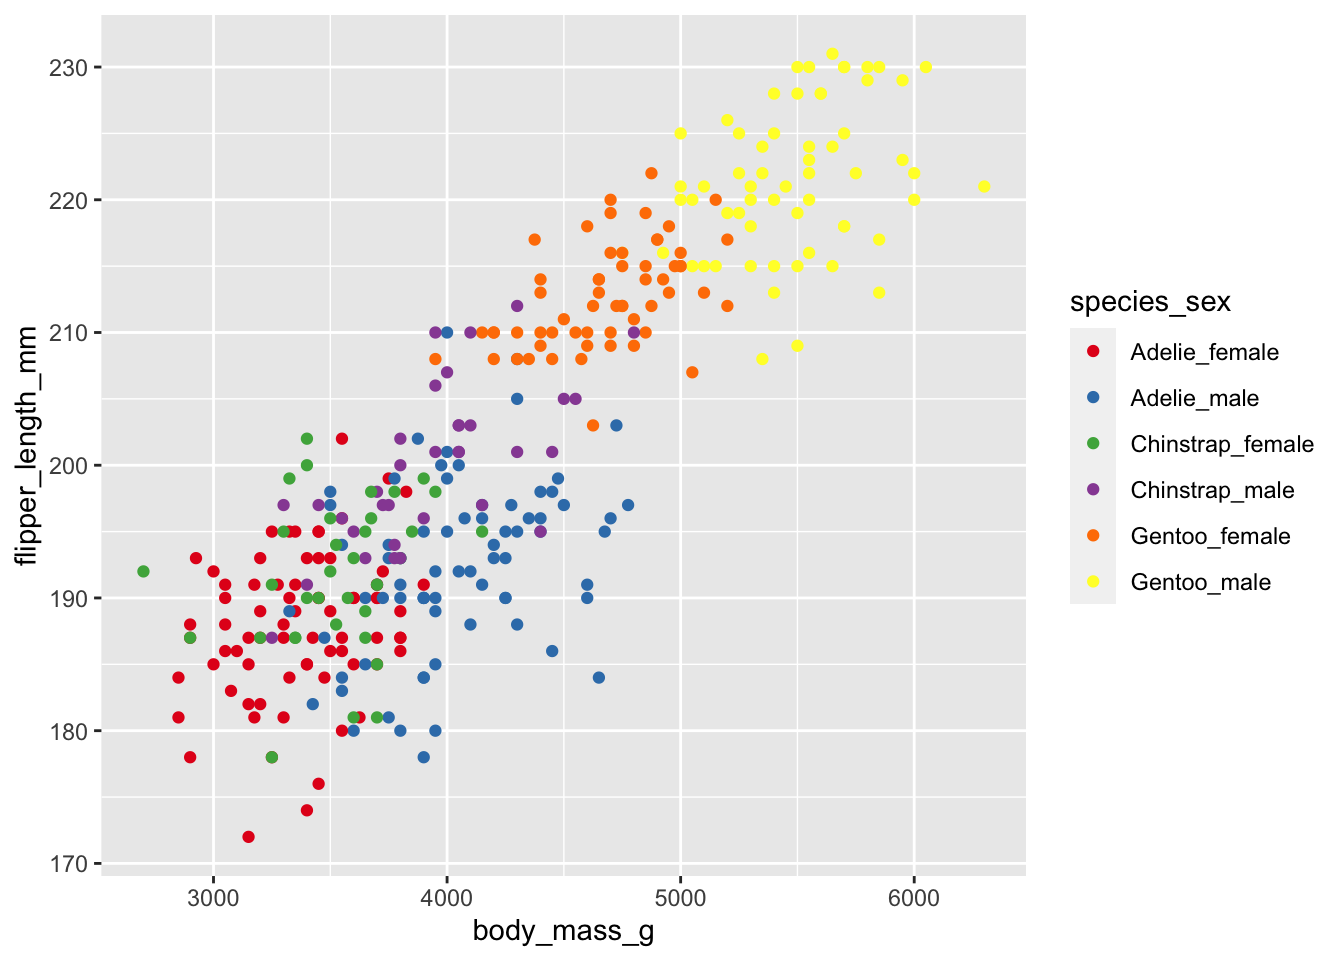 230
220
210
200
190
180
170
flipper_length_mm
3000 4000 5000 6000
body_mass_g
species_sex
Adelie_female
Adelie_male
Chinstrap_female
Chinstrap_male
Gentoo_female
Gentoo_male